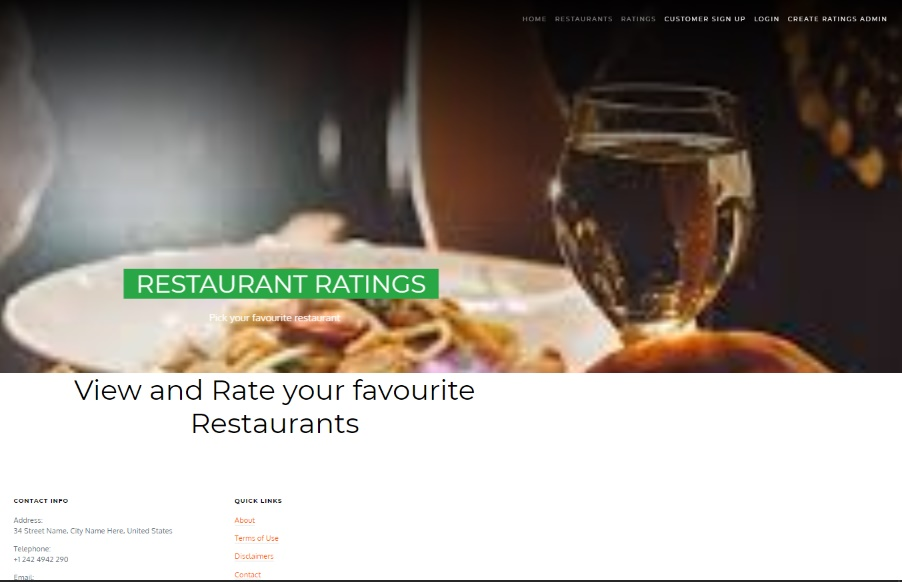 HOME RESTAURANTS RATINGS CUSTOMER SIGN UP LOGIN CREATE RATINGS ADMIN
RESTAURANT RATINGS
Pick your favourite restaurant
View and Rate your favourite
Restaurants
CONTACT INFO
Address:
34 Street Name, City Name Here, United States
Telephone:
+1 242 4942 290
Email:
QUICK LINKS
About
Terms of Use
Disclaimers
Contact